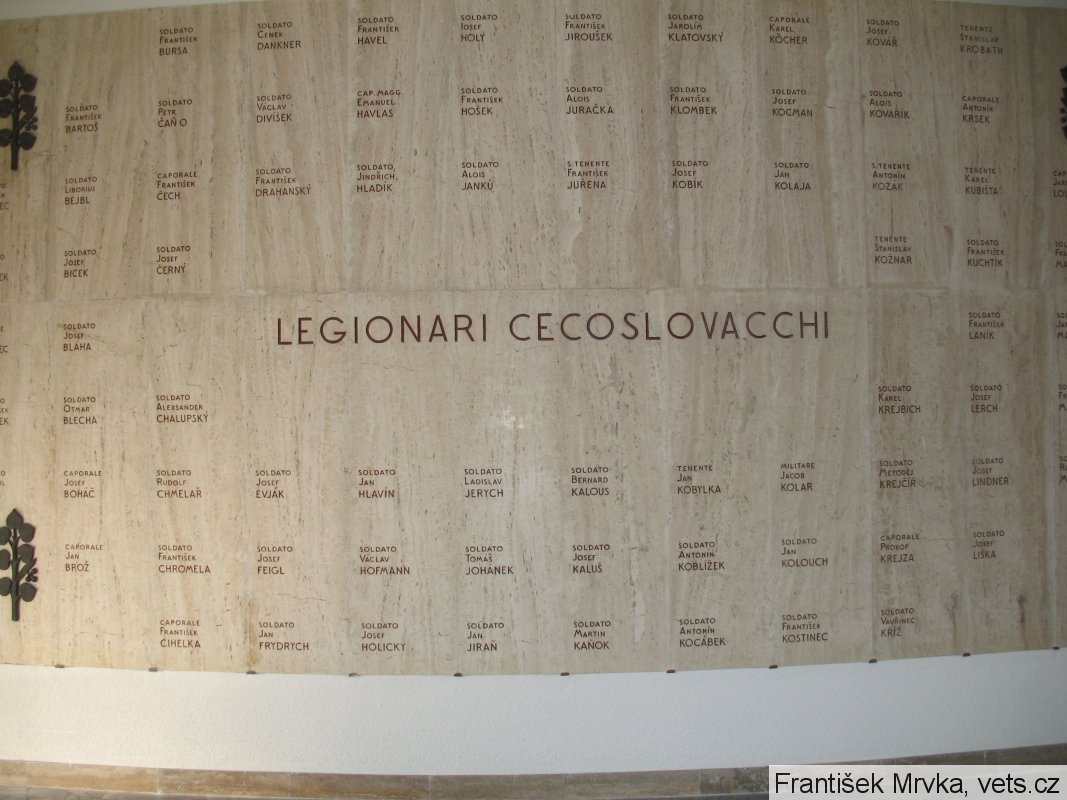 SOLDATO
FRANTIŠEK
BARTOŠ
SOLDATO
LIBORIUS
BEJBL
SOLDATO
JOSEF
BICEK
SOLDATO
JOSEF
BLAHA
SOLDATO
OTMAR
BLECHA
CAPORALE
JOSEF
BOHÁČ
CAPORALE
JAN
BROŽ
SOLDATO
FRANTIŠEK
BURSA
SOLDATO
PETR
ČAŇO
CAPORALE
FRANTIŠEK
ČECH
SOLDATO
JOSEF
ČERNÝ
SOLDATO
ALEXSANDER
CHALUPSKÝ
SOLDATO
RUDOLF
CHMELAŘ
SOLDATO
FRANTIŠEK
CHROMELA
CAPORALE
FRANTIŠEK
CIHELKA
SOLDATO
ČENEK
DANKNER
SOLDATO
VÁCLAV
DIVÍSEK
SOLDATO
FRANTIŠEK
DRAHANSKÝ
SOLDATO
JOSEF
EVJÁK
SOLDATO
JOSEF
FEIGL
SOLDATO
JAN
FRYDRYCH
SOLDATO
FRANTIŠEK
HAVEL
CAP. MAGG.
EMANUEL
HAVLAS
SOLDATO
JINDŘICH
HLADÍK
SOLDATO
JAN
HLAVÍN
SOLDATO
VÁCLAV
HOFMANN
SOLDATO
JOSEF
HOLICKY
SOLDATO
JOSEF
HOLÝ
SOLDATO
FRANTIŠEK
HOŠEK
SOLDATO
ALOIS
JANKŮ
SOLDATO
LADISLAV
JERYCH
SOLDATO
TOMÁŠ
JOHÁNEK
SOLDATO
JAN
JIRAŇ
SOLDATO
FRANTIŠEK
JIROUŠEK
SOLDATO
ALOIS
JURAČKA
S. TENENTE
FRANTIŠEK
JUŘENA
SOLDATO
BERNARD
KALOUS
SOLDATO
JOSEF
KALUŠ
SOLDATO
MARTIN
KAŇOK
SOLDATO
JAROLÍM
KLATOVSKÝ
SOLDATO
FRANTIŠEK
KLOMBEK
SOLDATO
JOSEF
KOBÍK
TENENTE
JAN
KOBYLKA
SOLDATO
ANTONÍN
KOBLÍŽEK
SOLDATO
ANTONÍN
KOCÁBEK
CAPORALE
KAREL
KÖCHER
SOLDATO
JOSEF
KOCMAN
SOLDATO
JAN
KOLAJA
MILITARE
JACOB
KOLAR
SOLDATO
JAN
KOLOUCH
SOLDATO
FRANTIŠEK
KOSTINEC
SOLDATO
JOSEF
KOVÁŘ
SOLDATO
ALOIS
KOVAŘÍK
S. TENENTE
ANTONÍN
KOZAK
TENENTE
STANISLAV
KOŽNAR
SOLDATO
KAREL
KREJBICH
SOLDATO
METODĚJ
KREJČÍŘ
CAPORALE
PROKOP
KREJZA
SOLDATO
VAVŘINEC
KŘÍŽ
TENENTE
STANISLAV
KROBATH
CAPORALE
ANTONÍN
KRSEK
TENENTE
KAREL
KUBIŠTA
SOLDATO
FRANTIŠEK
KUCHTÍK
SOLDATO
FRANTIŠEK
LANIK
SOLDATO
JOSEF
LERCH
SOLDATO
JOSEF
LINDNER
SOLDATO
JOSEF
LIŠKA
LEGIONARI CECOSLOVACCHI
František Mrvka, vets.cz